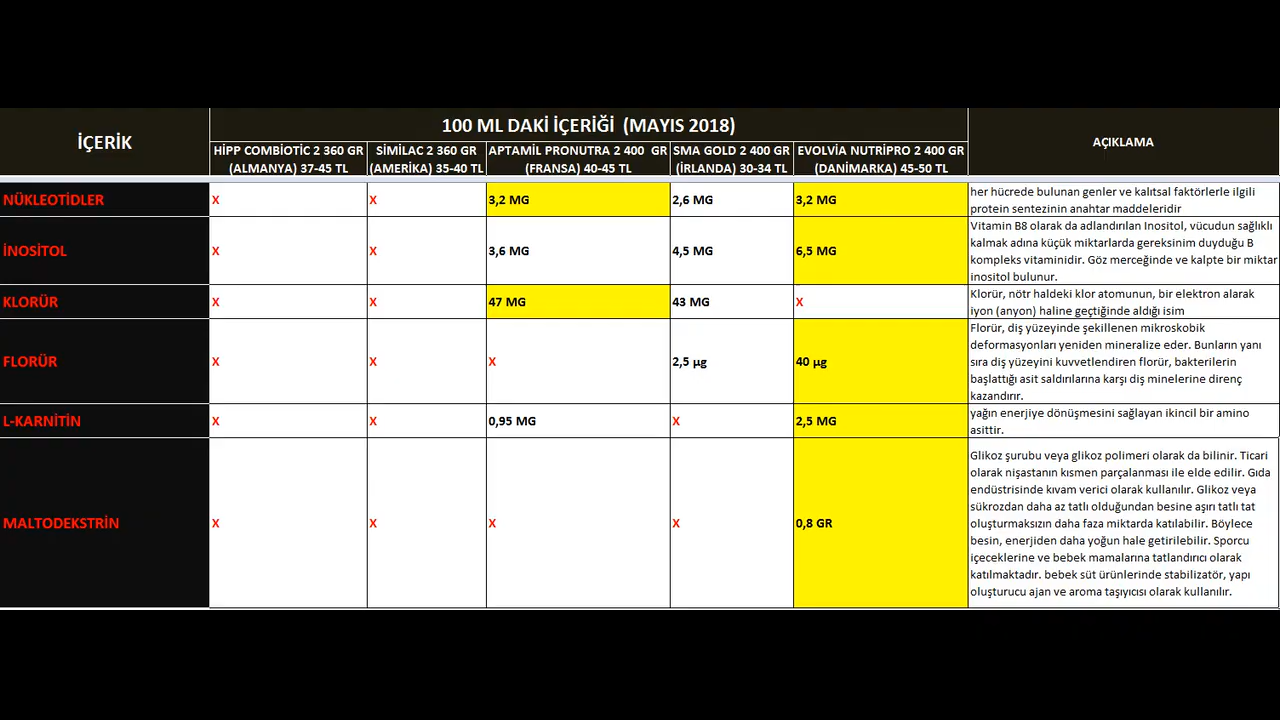 İÇERİK
100 ML DAKİ İÇERİĞİ (MAYIS 2018)
AÇIKLAMA
HİPP COMBİOTİC 2 360 GR
(ALMANYA) 37-45 TL
SİMİLAC 2 360 GR
(AMERİKA) 35-40 TL
APTAMİL PRONUTRA 2 400 GR
(FRANSA) 40-45 TL
SMA GOLD 2 400 GR
(İRLANDA) 30-34 TL
EVOLVİA NUTRİPRO 2 400 GR
(DANİMARKA) 45-50 TL
NÜKLEOTİDLER
X
X
3,2 MG
2,6 MG
3,2 MG
her hücrede bulunan genler ve kalıtsal faktörlerle ilgili
protein sentezinin anahtar maddeleridir
İNOSİTOL
X
X
3,6 MG
4,5 MG
6,5 MG
Vitamin B8 olarak da adlandırılan Inositol, vücudun sağlıklı
kalmak adına küçük miktarlarda gereksinim duyduğu B
kompleks vitaminidir. Göz merceğinde ve kalpte bir miktar
inositol bulunur.
KLORÜR
X
X
47 MG
43 MG
X
Klorür, nötr haldeki klor atomunun, bir elektron alarak
iyon (anyon) haline geçtiğinde aldığı isim
FLORÜR
X
X
X
2,5 µg
40 µg
Florür, diş yüzeyinde şekillenen mikroskobik
deformasyonları yeniden mineralize eder. Bunların yanı
sıra diş yüzeyini kuvvetlendiren florür, bakterilerin
başlattığı asit saldırılarına karşı diş minelerine direnç
kazandırır.
L-KARNİTİN
X
X
0,95 MG
X
2,5 MG
yağın enerjiye dönüşmesini sağlayan ikincil bir amino
asittir.
MALTODEKSTRİN
X
X
X
X
0,8 GR
Glikoz şurubu veya glikoz polimeri olarak da bilinir. Ticari
olarak nişastanın kısmen parçalanması ile elde edilir. Gıda
endüstrisinde kıvam verici olarak kullanılır. Glikoz veya
sükrozdan daha az tatlı olduğundan besine aşırı tatlı tat
oluşturmaksızın daha faza miktarda katılabilir. Böylece
besin, enerjiden daha yoğun hale getirilebilir. Sporcu
içeceklerine ve bebek mamalarına tatlandırıcı olarak
katılmaktadır. bebek süt ürünlerinde stabilizatör, yapı
oluşturucu ajan ve aroma taşıyıcısı olarak kullanılır.